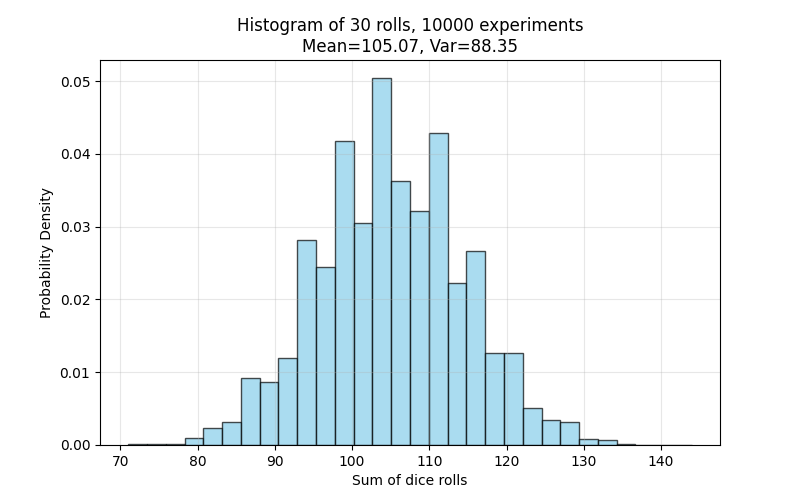 Histogram of 30 rolls, 10000 experiments
Mean=105.07, Var=88.35
Probability Density
0.05
0.04
0.03
0.02
0.01
0.00
70 80 90 100 110 120 130 140
Sum of dice rolls